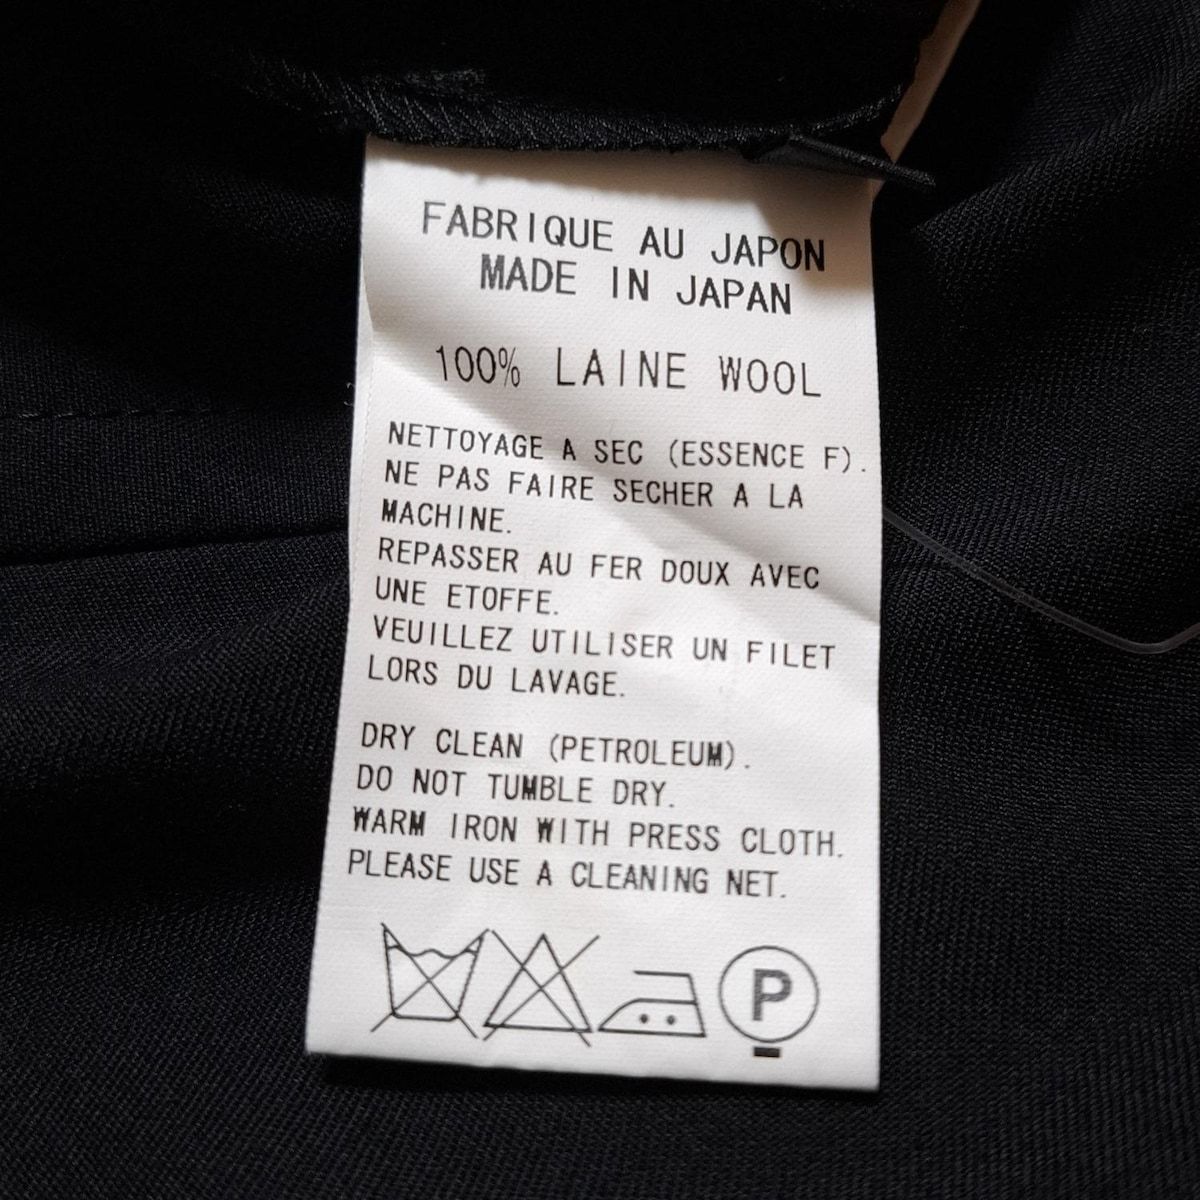 FABRIQUE AU JAPON
MADE IN JAPAN
100% LAINE WOOL
NETTOYAGE A SEC (ESSENCE F).
NE PAS FAIRE SECHER A LA
MACHINE.
REPASSER AU FER DOUX AVEC
UNE ETOFFE.
VEUILLEZ UTILISER UN FILET
LORS DU LAVAGE.
DRY CLEAN (PETROLEUM).
DO NOT TUMBLE DRY.
WARM IRON WITH PRESS CLOTH.
PLEASE USE A CLEANING NET.
P